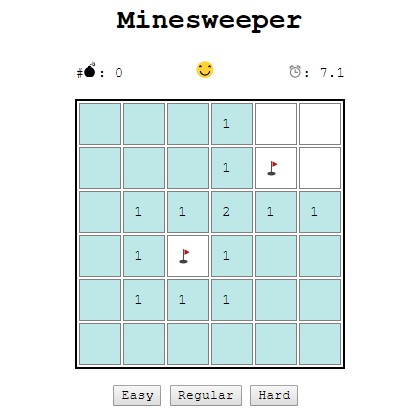 Minesweeper
#💣: 0 ⏰: 7.1
1
1
1 1 2 1 1
1 1
1 1 1
Easy Regular Hard